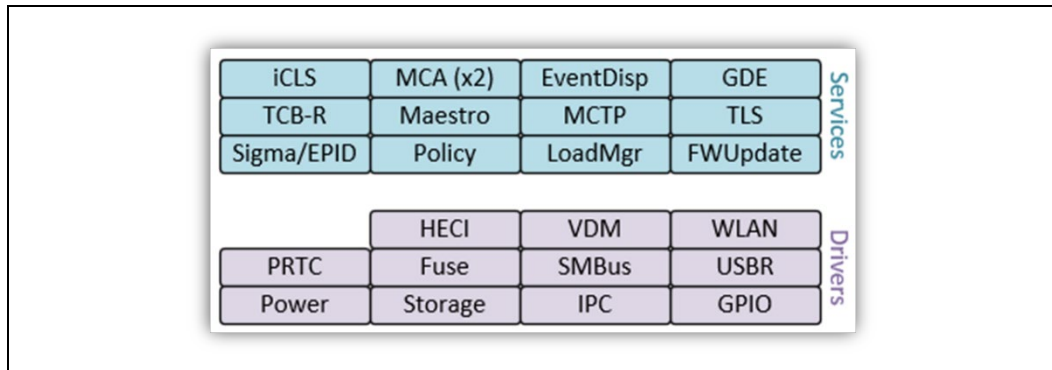 iCLS MCA (x2) EventDisp GDE
TCB-R Maestro MCTP TLS
Sigma/EPID Policy LoadMgr FWUpdate
Services
HECI VDM WLAN
PRTC Fuse SMBus USBR
Power Storage IPC GPIO
Drivers